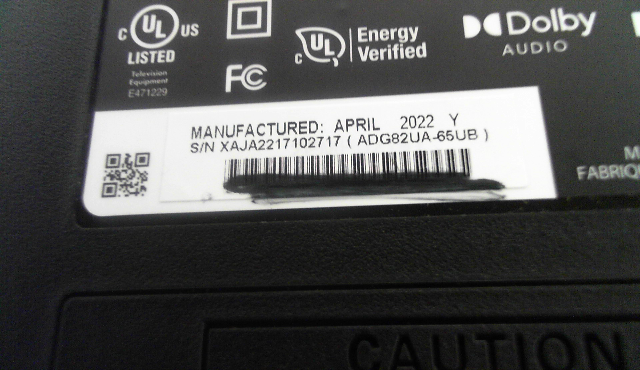 c UL US
LISTED
Television
Equipment
E471229
FC
c UL
Energy
Verified
Dolby
AUDIO
MANUFACTURED: APRIL 2022 Y
S/N XAJA2217102717 ( ADG82UA-65UB )
M
FABRIQU
CAUTION